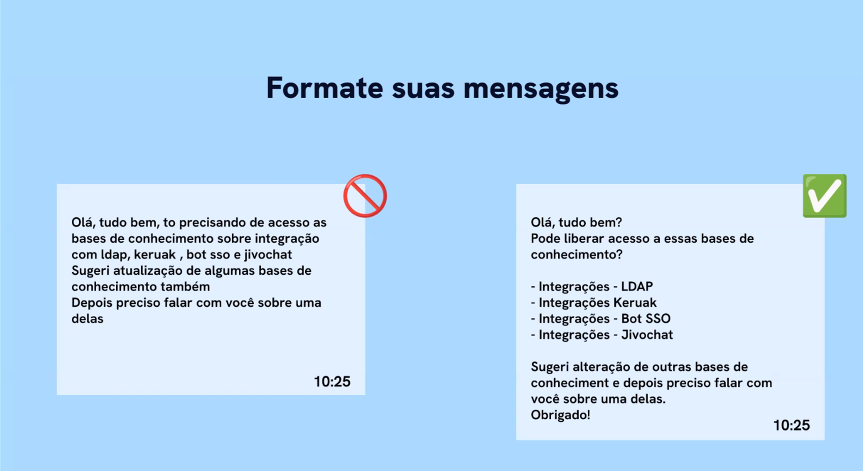 Formate suas mensagens
Olá, tudo bem, to precisando de acesso as
bases de conhecimento sobre integração
com ldap, keruak , bot sso e jivochat
Sugeri atualização de algumas bases de
conhecimento também
Depois preciso falar com você sobre uma
delas
10:25
Olá, tudo bem?
Pode liberar acesso a essas bases de
conhecimento?
- Integrações - LDAP
- Integrações Keruak
- Integrações - Bot SSO
- Integrações - Jivochat
Sugeri alteração de outras bases de
conheciment e depois preciso falar com
você sobre uma delas.
Obrigado!
10:25